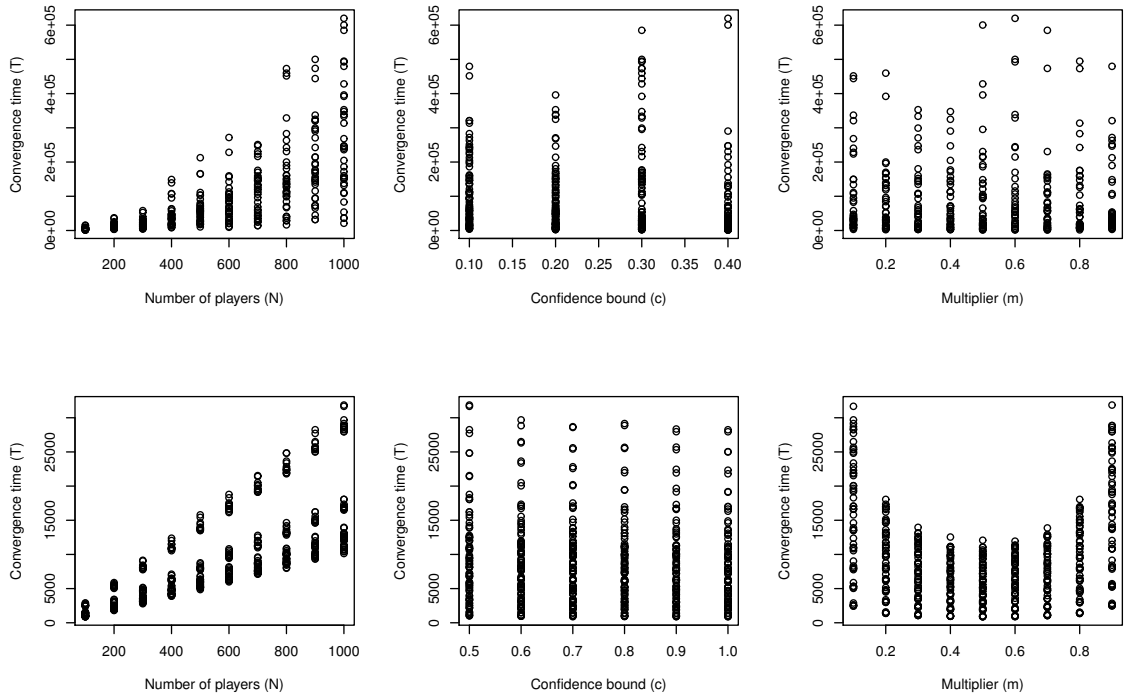 Convergence time (T)
0e+00 2e+05 4e+05 6e+05
200 400 600 800 1000
Number of players (N)
Convergence time (T)
0e+00 2e+05 4e+05 6e+05
0.10 0.15 0.20 0.25 0.30 0.35 0.40
Confidence bound (c)
Convergence time (T)
0e+00 2e+05 4e+05 6e+05
0.2 0.4 0.6 0.8
Multiplier (m)
Convergence time (T)
0 5000 15000 25000
200 400 600 800 1000
Number of players (N)
Convergence time (T)
0 5000 15000 25000
0.5 0.6 0.7 0.8 0.9 1.0
Confidence bound (c)
Convergence time (T)
0 5000 15000 25000
0.2 0.4 0.6 0.8
Multiplier (m)